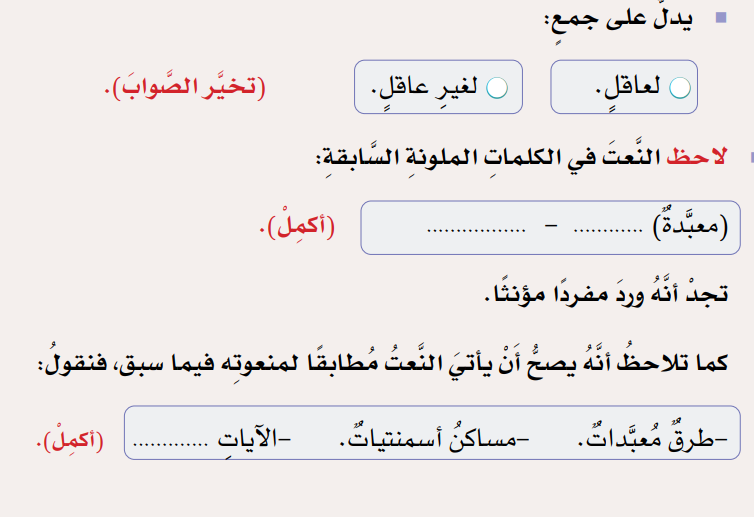 يدلُّ على جمعٍ:
لعاقلٍ. لغيرِ عاقلٍ. (تخيَّر الصَّوابَ).
لاحظ النَّعتَ في الكلماتِ الملونةِ السَّابقةِ:
(معبَّدةٌ) ............ – ................. (أكمِلْ).
تجدْ أنَّهُ وردَ مفردًا مؤنثًا.
كما تلاحظُ أنَّهُ يصحُّ أَنْ يأتيَ النَّعتُ مُطابقًا لمنعوتِه فيما سبق، فنقولُ:
–طرقٌ مُعبَّداتٌ. –مساكنُ أسمنتياتٌ. –الآياتِ ............. (أكمِلْ).